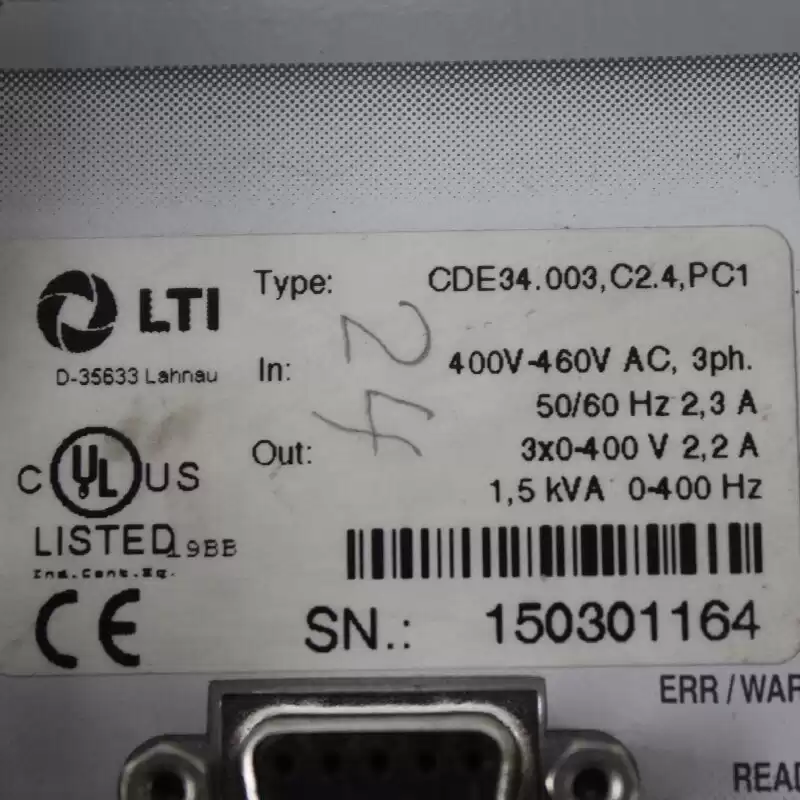 LTI
D-35633 Lahnau
Type: CDE34.003,C2.4,PC1
In: 400V-460V AC, 3ph.
50/60 Hz 2,3 A
Out: 3x0-400 V 2,2 A
1,5 kVA 0-400 Hz
24
C UL US
LISTED 19BB
Ind.Cont.Eq.
CE
SN.: 150301164
ERR/WAR
READ